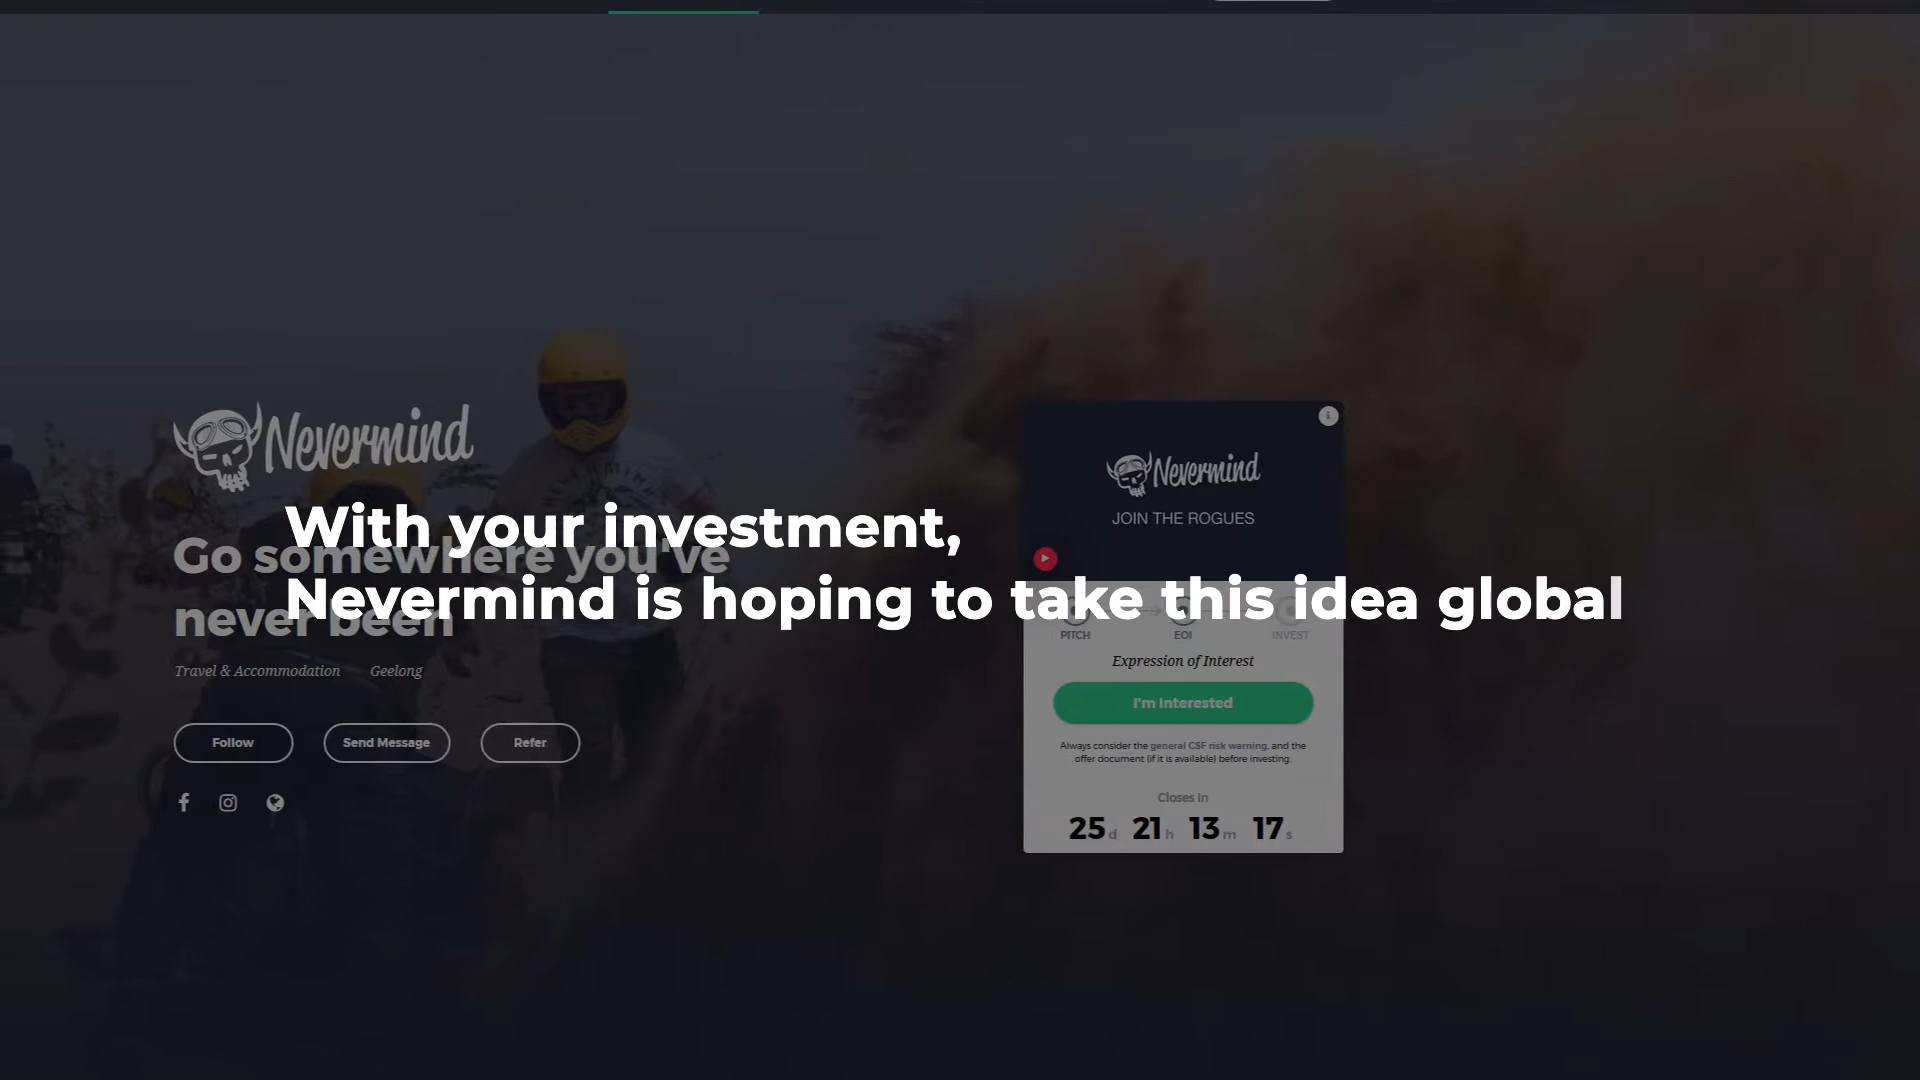 Nevermind
With your investment,
Nevermind is hoping to take this idea global
Go somewhere you've
never been
Travel & Accommodation
Geelong
Follow
Send Message
Refer
Nevermind
JOIN THE ROGUES
PITCH
EOI
INVEST
Expression of Interest
I'm Interested
Always consider the general CSF risk warning, and the
offer document (if it is available) before investing.
Closes In
25 d 21 h 13 m 17 s